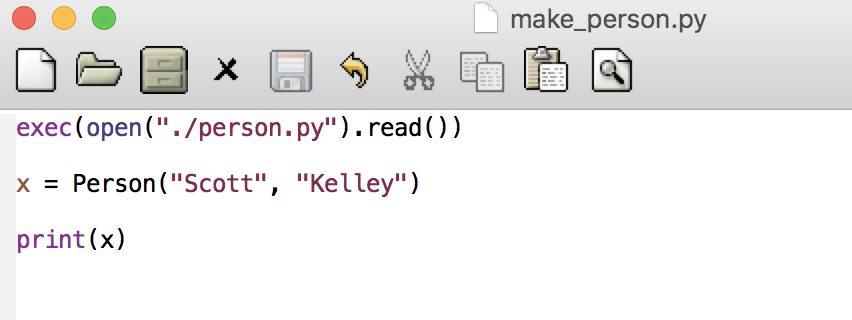 make_person.py
exec(open("./person.py").read())
x = Person("Scott", "Kelley")
print(x)